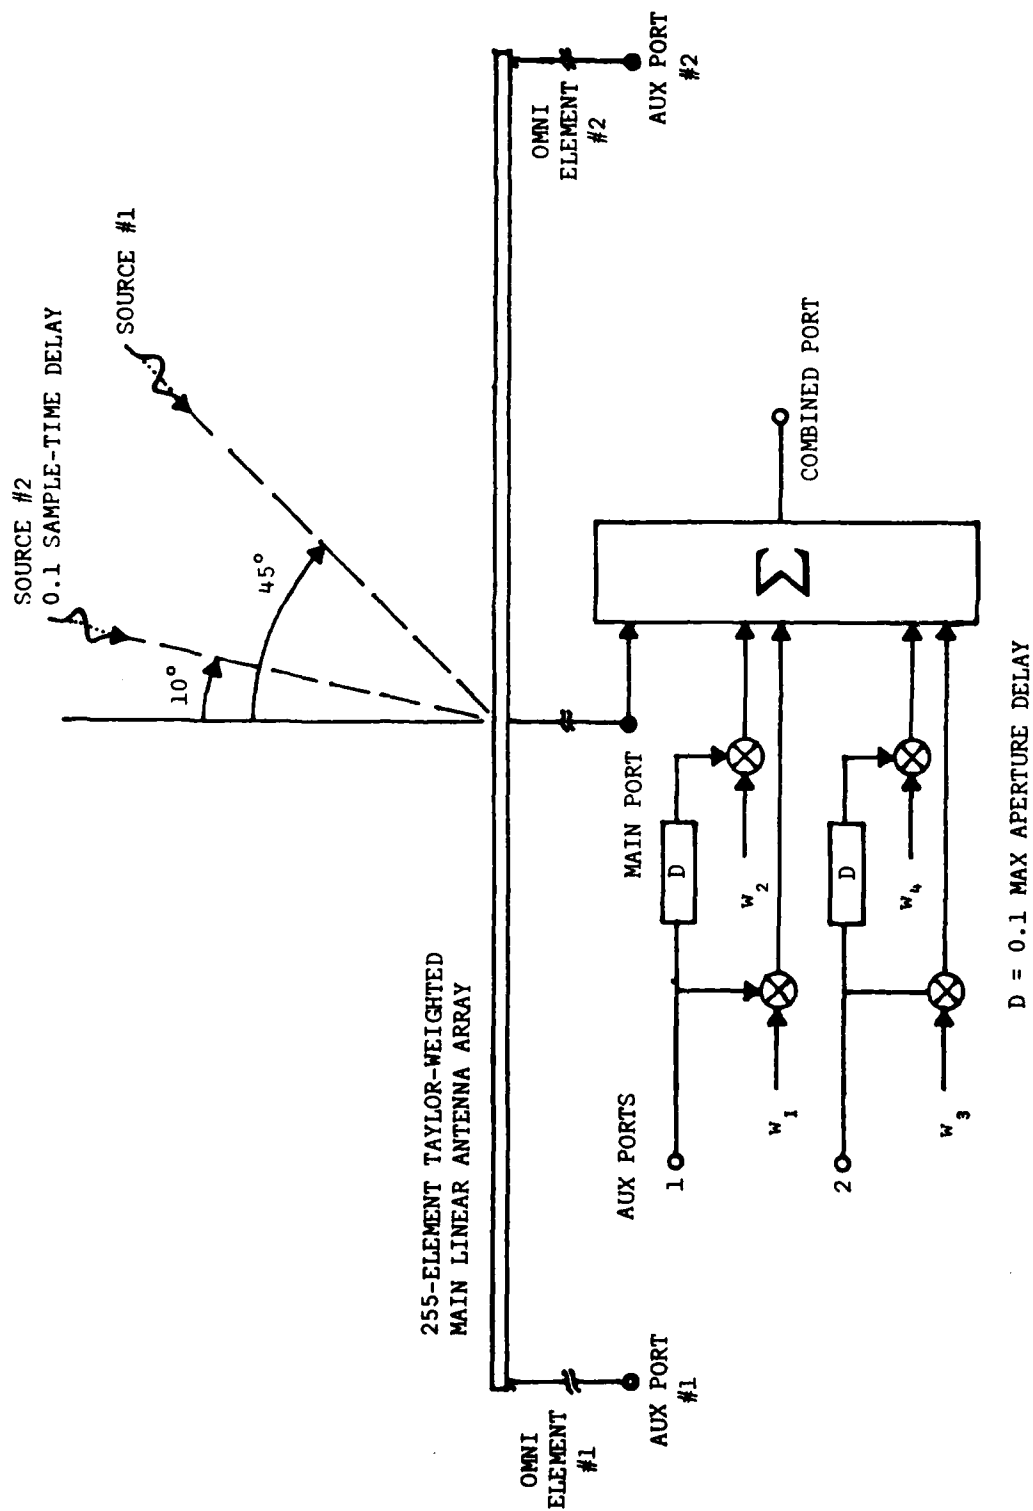 SOURCE #2
0.1 SAMPLE-TIME DELAY
SOURCE #1
10°
45°
255-ELEMENT TAYLOR-WEIGHTED
MAIN LINEAR ANTENNA ARRAY
OMNI
ELEMENT
#1
AUX PORT
#1
MAIN PORT
OMNI
ELEMENT
#2
AUX PORT
#2
AUX PORTS
1
D
w1
w2
2
D
w3
w4
Σ
COMBINED PORT
D = 0.1 MAX APERTURE DELAY